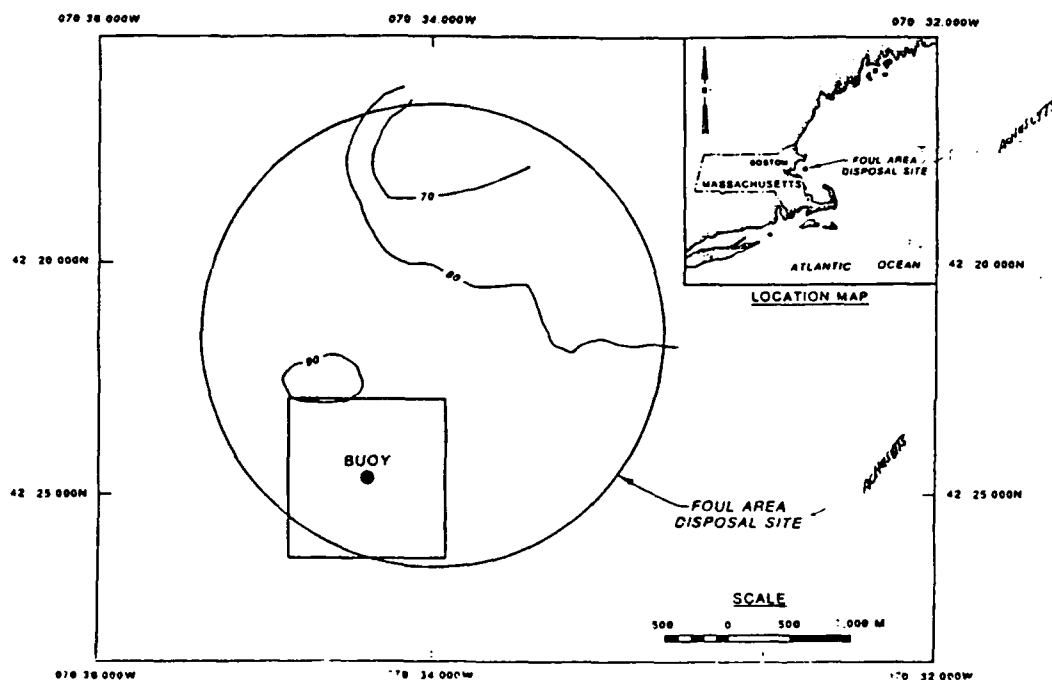 070 36 000W 070 34.000W 070 32.000W
BOSTON
MASSACHUSETTS
FOUL AREA
DISPOSAL SITE
70
42 20 000N
80
ATLANTIC OCEAN
42 20 000N
LOCATION MAP
90
BUOY
42 25 000N
42 25 000N
FOUL AREA
DISPOSAL SITE
SCALE
500 0 500 1,000 M
070 36 000W 70 34 000W 70 32 000W